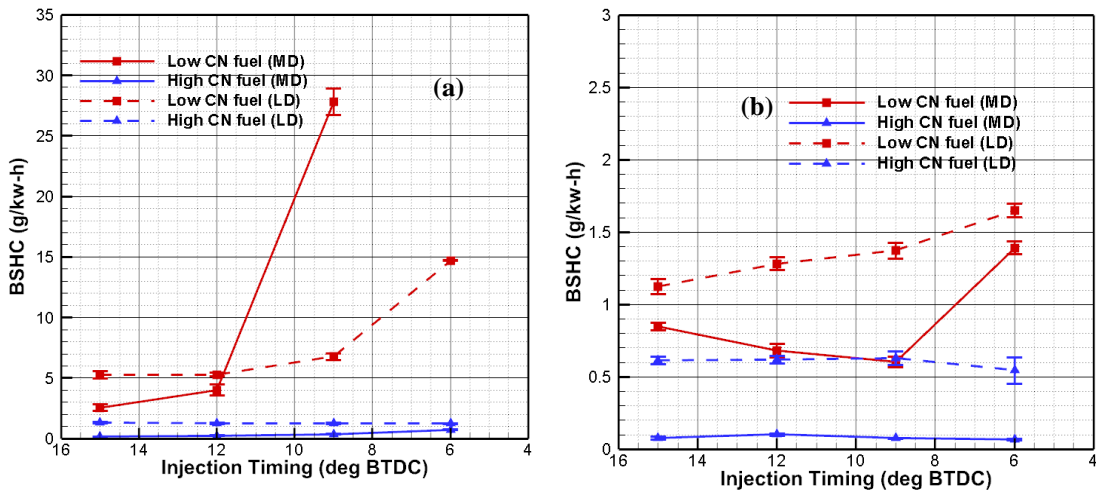 35
30
25
20
15
10
5
0
BSHC (g/kw-h)
Low CN fuel (MD)
High CN fuel (MD)
Low CN fuel (LD)
High CN fuel (LD)
(a)
16 14 12 10 8 6 4
Injection Timing (deg BTDC)
3
2.5
2
1.5
1
0.5
0
BSHC (g/kw-h)
(b)
Low CN fuel (MD)
High CN fuel (MD)
Low CN fuel (LD)
High CN fuel (LD)
16 14 12 10 8 6 4
Injection Timing (deg BTDC)